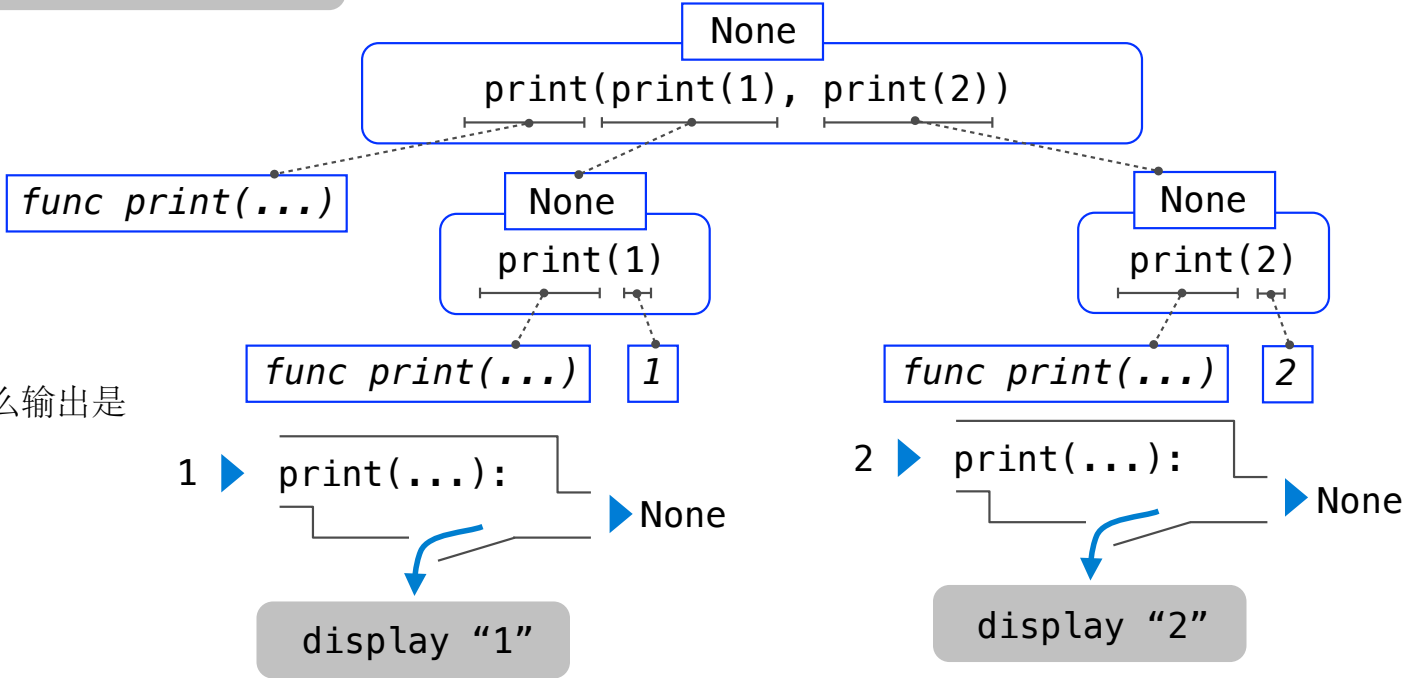 None
print(print(1), print(2))
func print(...)
None
None
print(1)
print(2)
func print(...)
1
func print(...)
2
么输出是
1
print(...):
None
2
print(...):
None
display “1”
display “2”